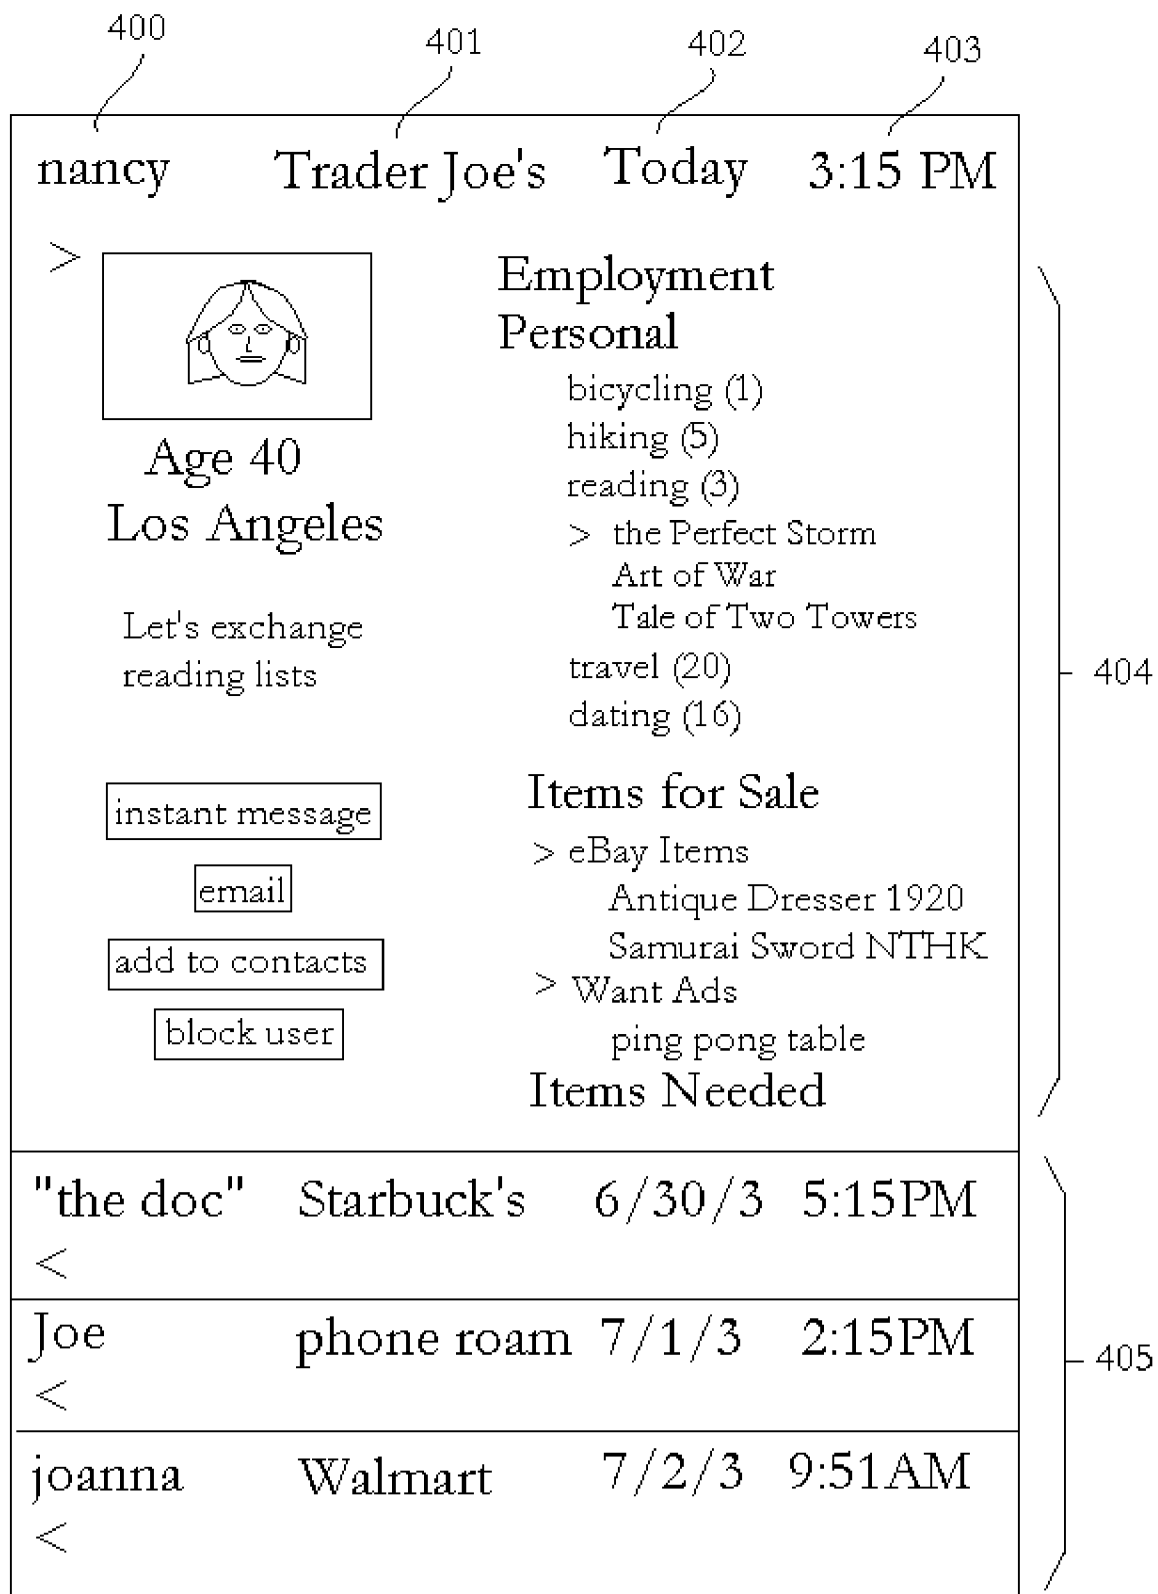 400 401 402 403
nancy Trader Joe's Today 3:15 PM
>
Age 40
Los Angeles
Let's exchange
reading lists
instant message
email
add to contacts
block user
Employment
Personal
bicycling (1)
hiking (5)
reading (3)
> the Perfect Storm
Art of War
Tale of Two Towers
travel (20)
dating (16)
Items for Sale
> eBay Items
Antique Dresser 1920
Samurai Sword NTHK
> Want Ads
ping pong table
Items Needed
404
"the doc" Starbuck's 6/30/3 5:15PM
<
Joe phone roam 7/1/3 2:15PM
<
joanna Walmart 7/2/3 9:51AM
<
405